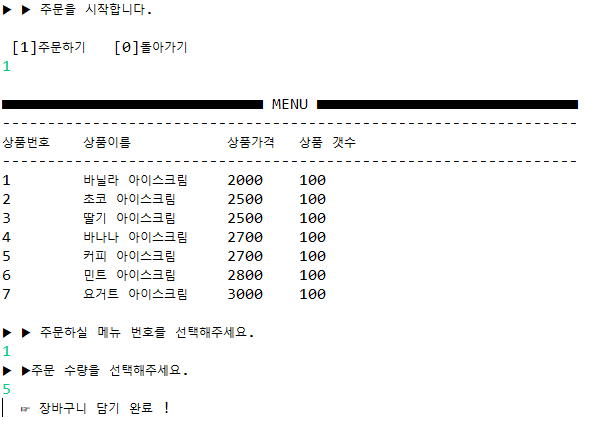 ▶ ▶ 주문을 시작합니다.
[1]주문하기 [0]돌아가기
1
MENU
상품번호 상품이름 상품가격 상품 갯수
1 바닐라 아이스크림 2000 100
2 초코 아이스크림 2500 100
3 딸기 아이스크림 2500 100
4 바나나 아이스크림 2700 100
5 커피 아이스크림 2700 100
6 민트 아이스크림 2800 100
7 요거트 아이스크림 3000 100
▶ ▶ 주문하실 메뉴 번호를 선택해주세요.
1
▶ ▶주문 수량을 선택해주세요.
5
☞ 장바구니 담기 완료 !